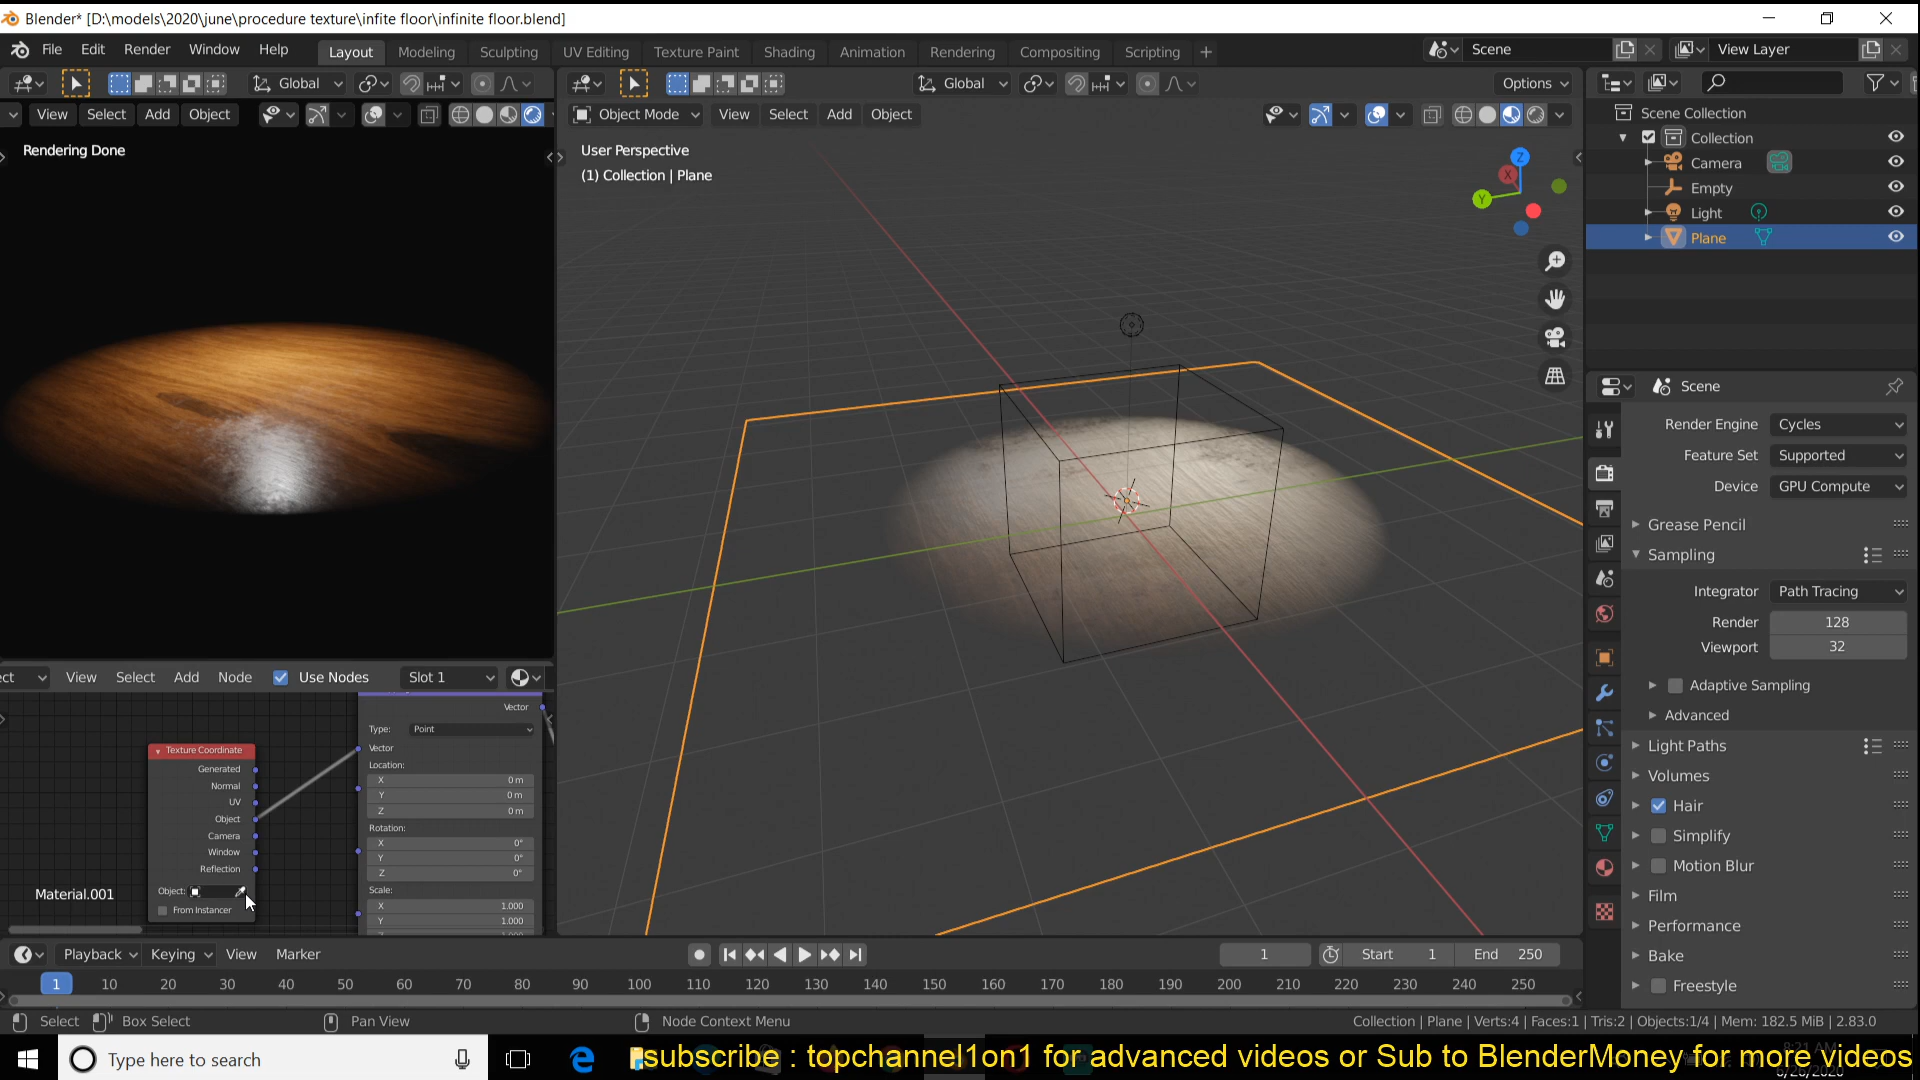 Blender* [D:\models\2020\june\procedure texture\infite floor\infinite floor.blend]
File Edit Render Window Help Layout Modeling Sculpting UV Editing Texture Paint Shading Animation Rendering Compositing Scripting + Scene View Layer
Global Global Options
View Select Add Object Object Mode View Select Add Object
Scene Collection
Collection
Camera
Empty
Light
Plane
Rendering Done
User Perspective
(1) Collection | Plane
Z
X
Y
Scene
Render Engine Cycles
Feature Set Supported
Device GPU Compute
Grease Pencil
Sampling
Integrator Path Tracing
Render 128
Viewport 32
Adaptive Sampling
Advanced
Light Paths
Volumes
Hair
Simplify
Motion Blur
Film
Performance
Bake
Freestyle
ct View Select Add Node Use Nodes Slot 1
Texture Coordinate
Generated
Normal
UV
Object
Camera
Window
Reflection
Object:
From Instancer
Material.001
Vector
Type: Point
Vector
Location:
X 0 m
Y 0 m
Z 0 m
Rotation:
X 0°
Y 0°
Z 0°
Scale:
X 1.000
Y 1.000
Playback Keying View Marker 1 Start 1 End 250
1 10 20 30 40 50 60 70 80 90 100 110 120 130 140 150 160 170 180 190 200 210 220 230 240 250
Select Box Select Pan View Node Context Menu Collection | Plane | Verts:4 | Faces:1 | Tris:2 | Objects:1/4 | Mem: 182.5 MiB | 2.83.0
Type here to search
subscribe : topchannel1on1 for advanced videos or Sub to BlenderMoney for more videos
8:21 AM
6/26/2020